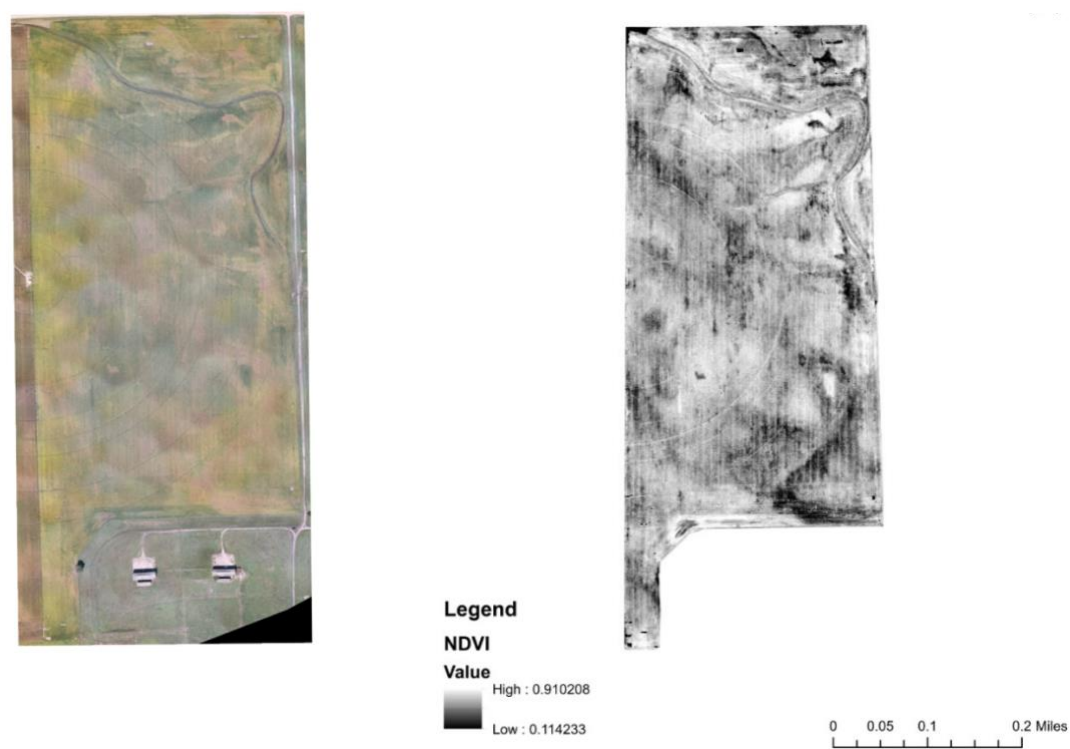 Legend
NDVI
Value
High : 0.910208
Low : 0.114233
0 0.05 0.1 0.2 Miles